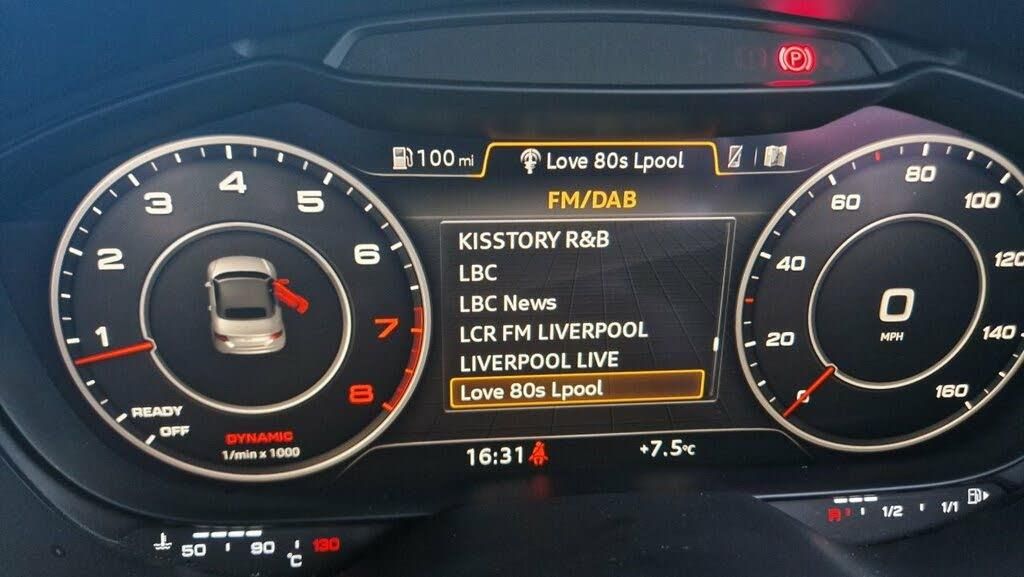 P
100 mi
Love 80s Lpool
FM/DAB
KISSTORY R&B
LBC
LBC News
LCR FM LIVERPOOL
LIVERPOOL LIVE
Love 80s Lpool
16:31
+7.5°C
1
2
3
4
5
6
7
8
READY
OFF
DYNAMIC
1/min x 1000
0
20
40
60
80
100
120
140
160
0
MPH
50
90
°C
130
1/2
1/1